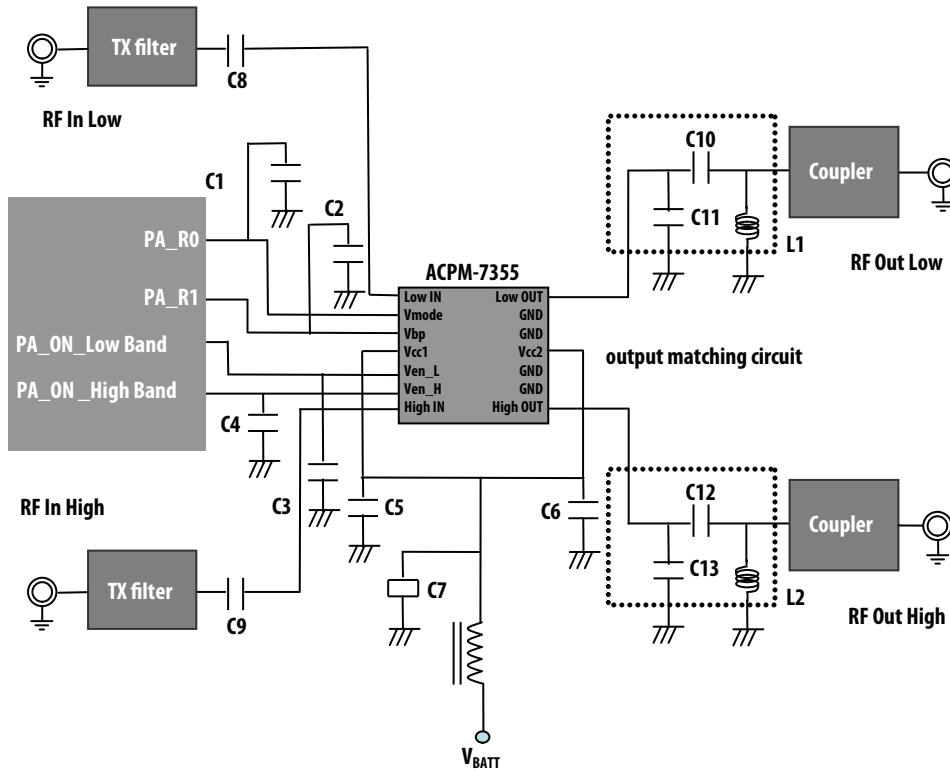 TX filter
C8
RF In Low
C1
C2
PA_R0
PA_R1
PA_ON_Low Band
PA_ON _High Band
ACPM-7355
Low IN
Vmode
Vbp
Vcc1
Ven_L
Ven_H
High IN
Low OUT
GND
GND
Vcc2
GND
GND
High OUT
C10
C11
L1
Coupler
RF Out Low
output matching circuit
C4
C3
C5
C6
C7
RF In High
TX filter
C9
C12
C13
L2
Coupler
RF Out High
VBATT